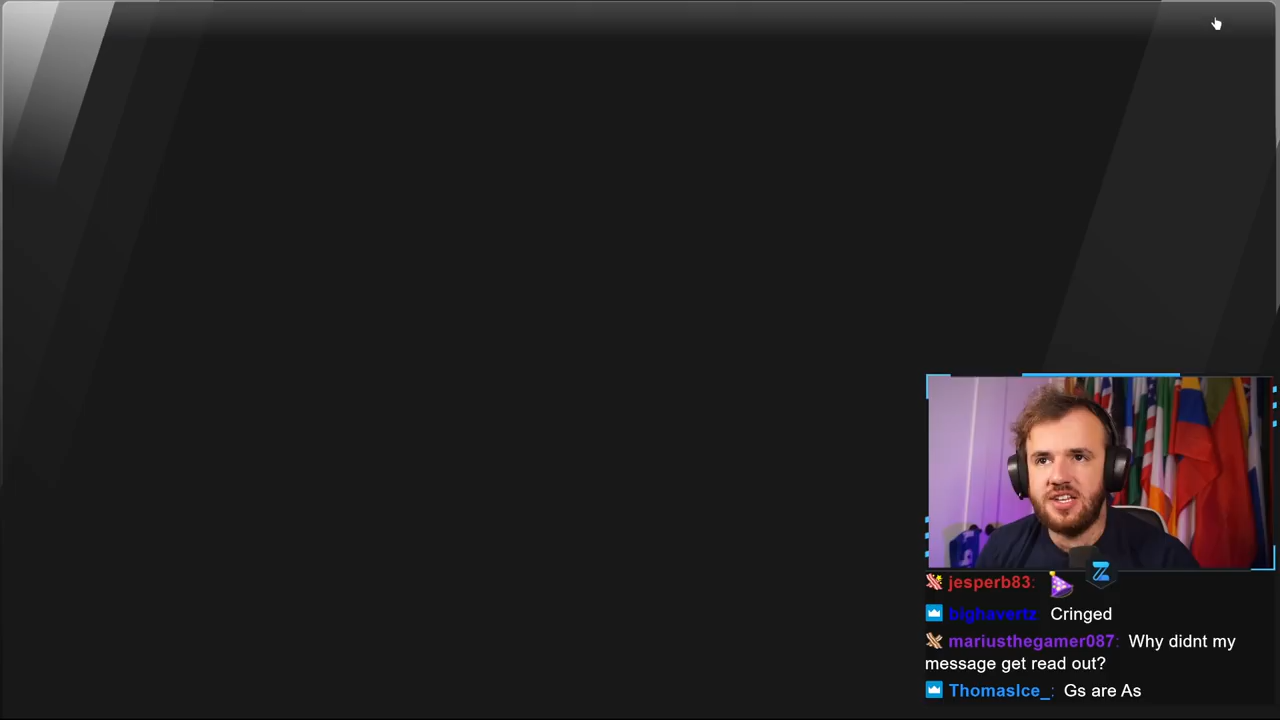 jesperb83:
bighavertz: Cringed
mariusthegamer087: Why didnt my
message get read out?
ThomasIce_: Gs are As